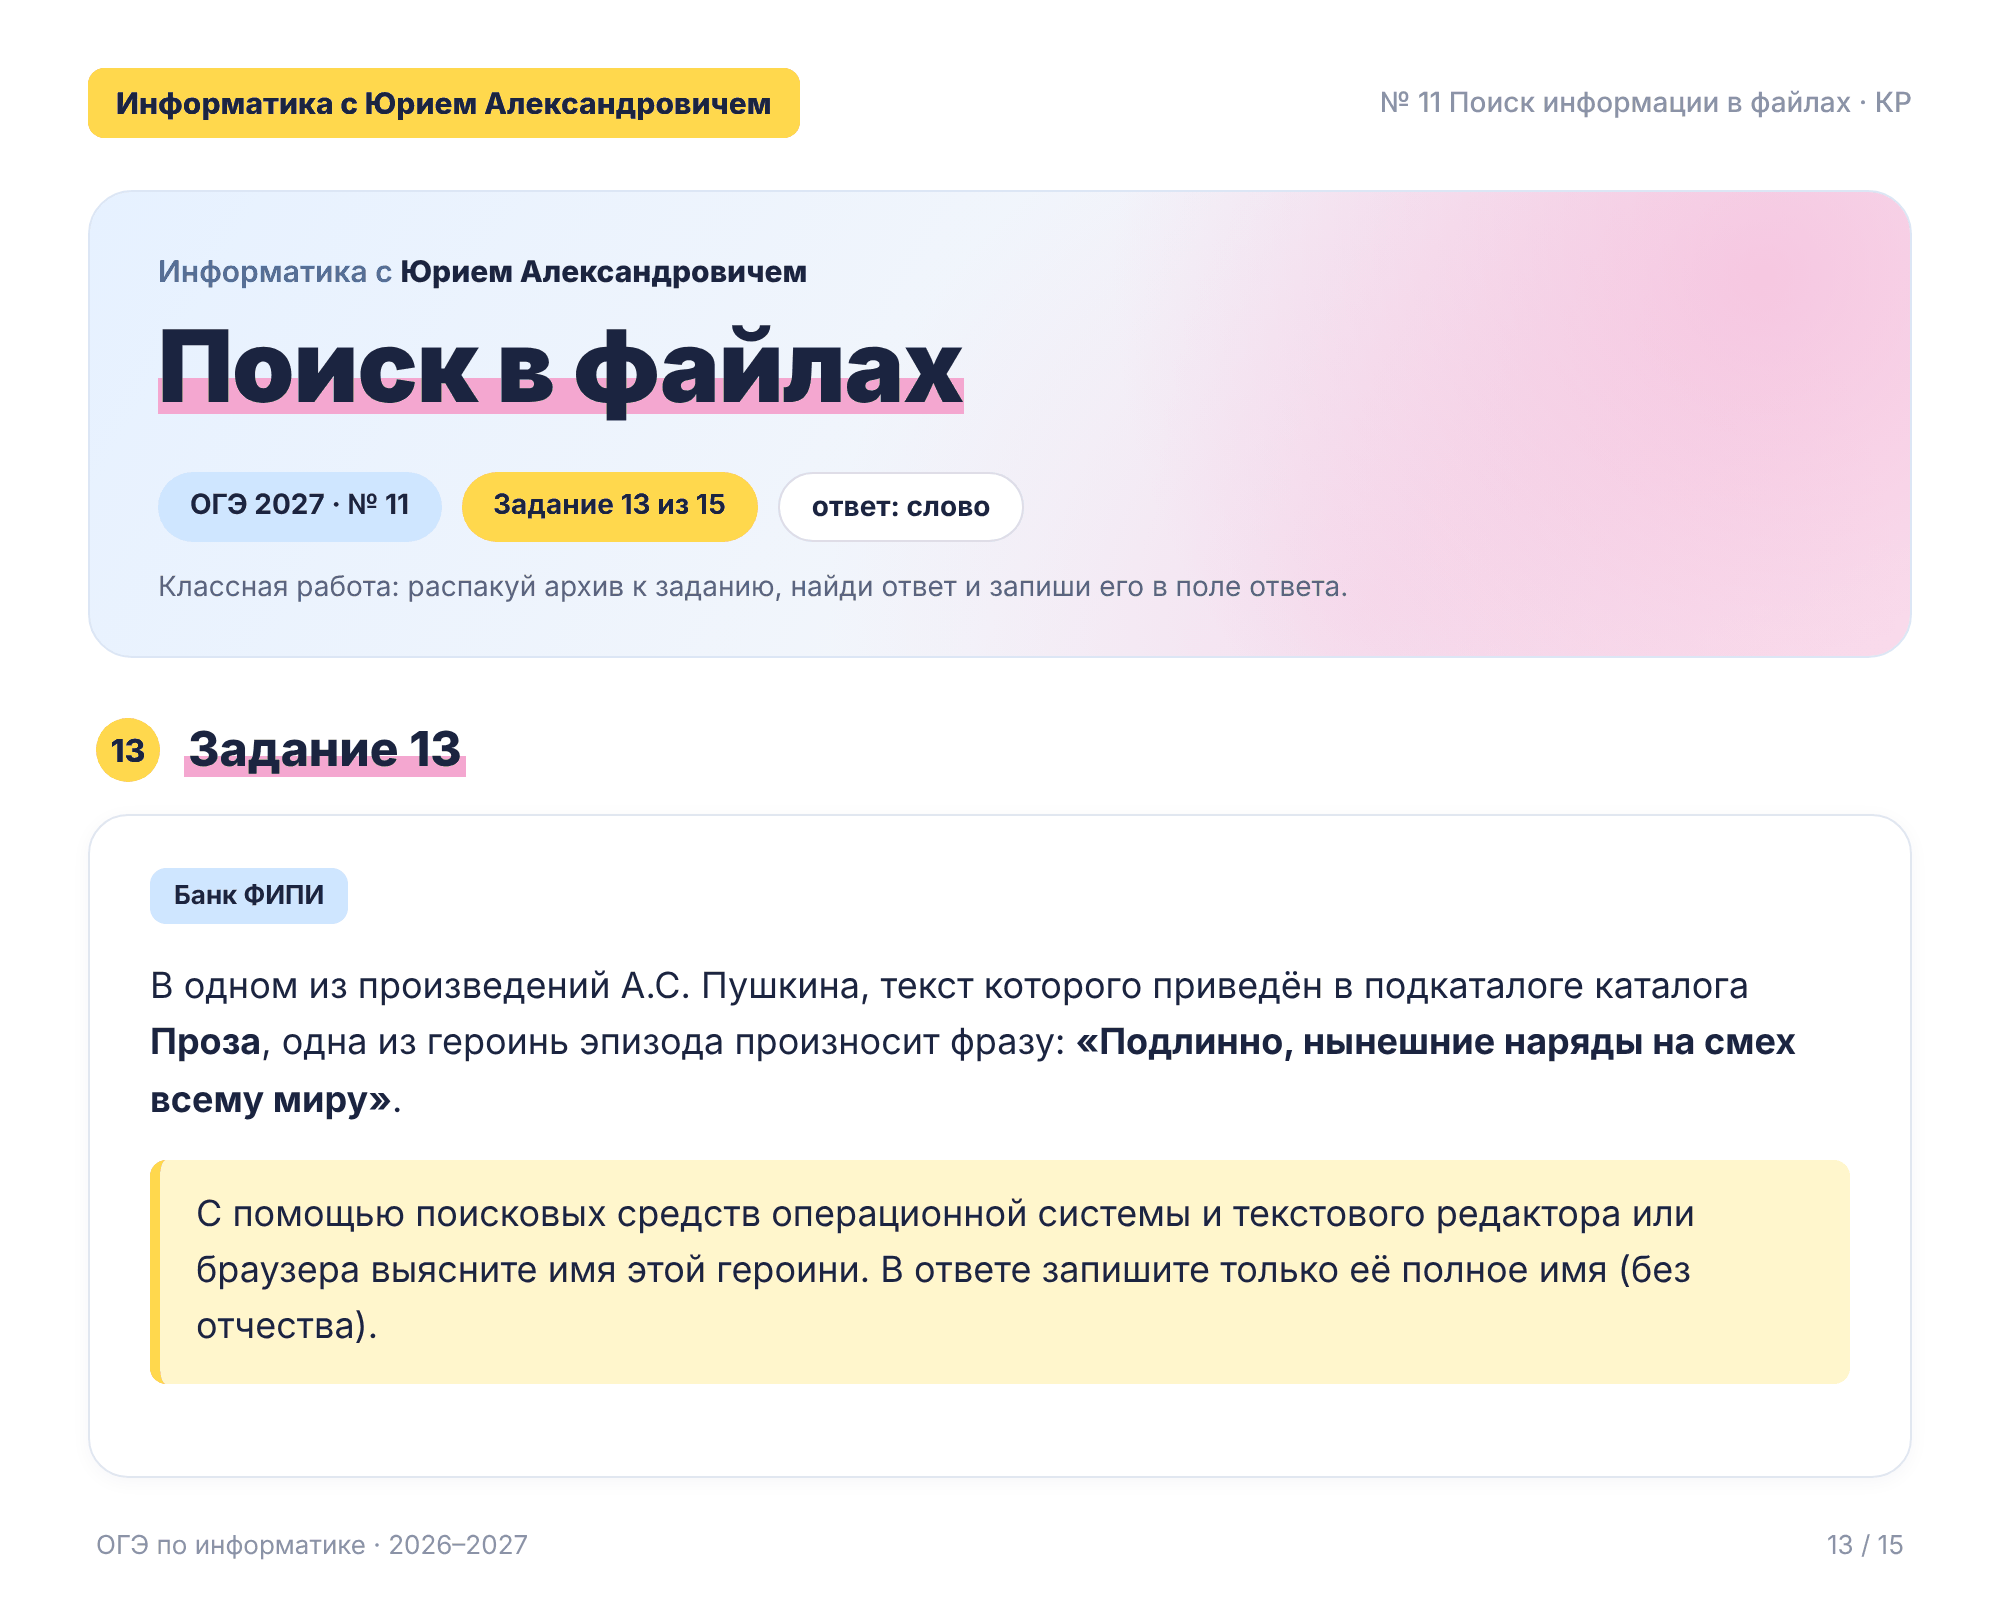 Информатика с Юрием Александровичем
№ 11 Поиск информации в файлах · КР
Информатика с Юрием Александровичем
Поиск в файлах
ОГЭ 2027 · № 11
Задание 13 из 15
ответ: слово
Классная работа: распакуй архив к заданию, найди ответ и запиши его в поле ответа.
13 Задание 13
Банк ФИПИ
В одном из произведений А.С. Пушкина, текст которого приведён в подкаталоге каталога
Проза, одна из героинь эпизода произносит фразу: «Подлинно, нынешние наряды на смех
всему миру».
С помощью поисковых средств операционной системы и текстового редактора или
браузера выясните имя этой героини. В ответе запишите только её полное имя (без
отчества).
ОГЭ по информатике · 2026–2027
13 / 15